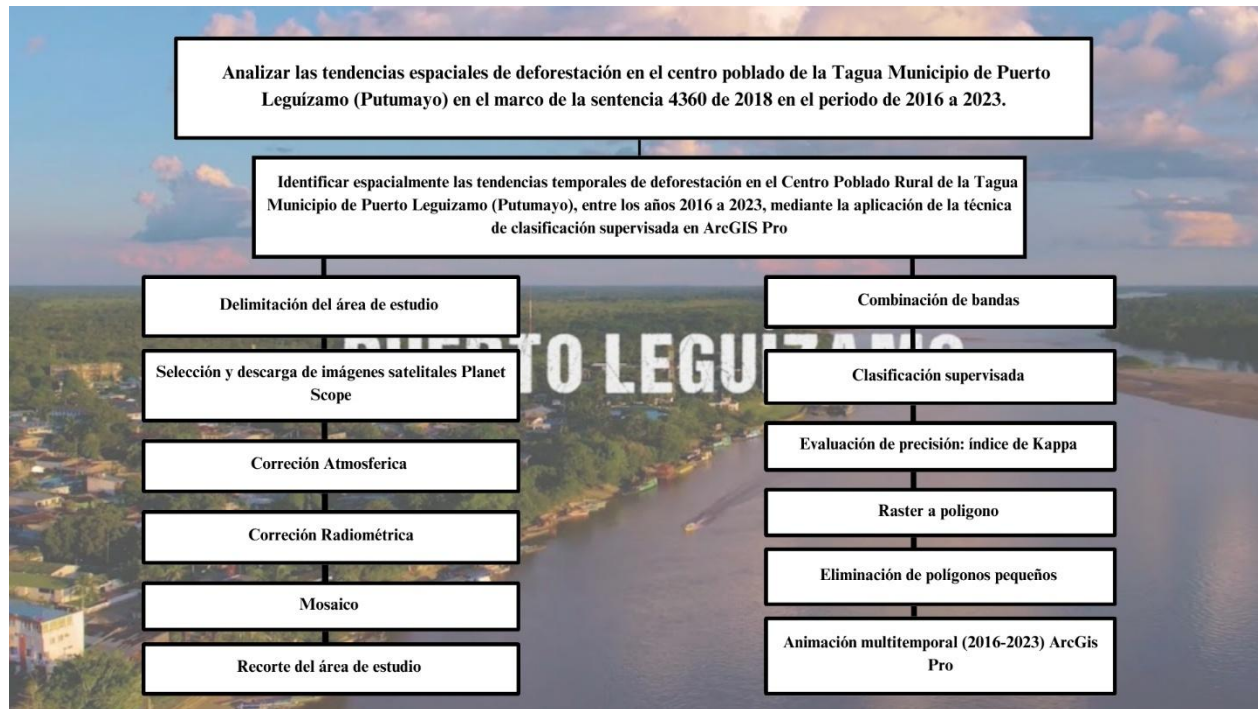 Analizar las tendencias espaciales de deforestación en el centro poblado de la Tagua Municipio de Puerto
Leguízamo (Putumayo) en el marco de la sentencia 4360 de 2018 en el periodo de 2016 a 2023.
Identificar espacialmente las tendencias temporales de deforestación en el Centro Poblado Rural de la Tagua
Municipio de Puerto Leguizamo (Putumayo), entre los años 2016 a 2023, mediante la aplicación de la técnica
de clasificación supervisada en ArcGIS Pro
Delimitación del área de estudio
Selección y descarga de imágenes satelitales Planet
Scope
Correción Atmosferica
Correción Radiométrica
Mosaico
Recorte del área de estudio
Combinación de bandas
Clasificación supervisada
Evaluación de precisión: índice de Kappa
Raster a poligono
Eliminación de polígonos pequeños
Animación multitemporal (2016-2023) ArcGis
Pro
PUERTO LEGUIZAMO